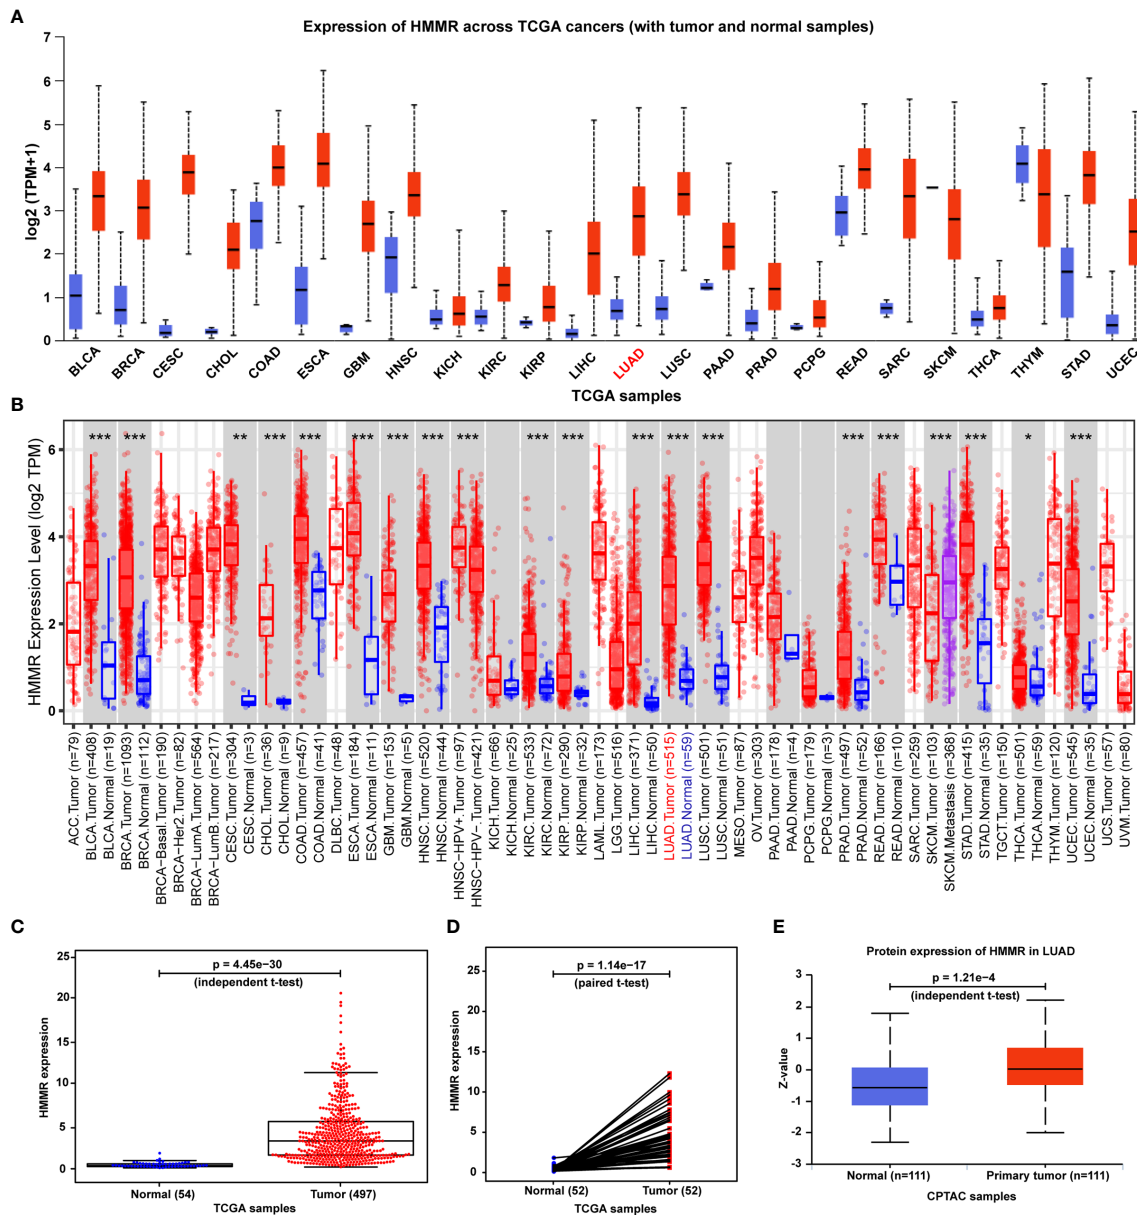 A
Expression of HMMR across TCGA cancers (with tumor and normal samples)
log2 (TPM+1)
7
6
5
4
3
2
1
0
BLCA
BRCA
CESC
CHOL
COAD
ESCA
GBM
HNSC
KICH
KIRC
KIRP
LIHC
LUAD
LUSC
PAAD
PRAD
PCPG
READ
SARC
SKCM
THCA
THYM
STAD
UCEC
TCGA samples
B
HMMR Expression Level (log2 TPM)
6
4
2
0
*** *** ** *** *** *** *** *** *** *** *** *** *** *** *** *** *** *** * ***
ACC.Tumor (n=79)
BLCA.Tumor (n=408)
BLCA.Normal (n=19)
BRCA.Tumor (n=1093)
BRCA.Normal (n=112)
BRCA-Basal.Tumor (n=190)
BRCA-Her2.Tumor (n=82)
BRCA-LumA.Tumor (n=564)
BRCA-LumB.Tumor (n=217)
CESC.Tumor (n=304)
CESC.Normal (n=3)
CHOL.Tumor (n=36)
CHOL.Normal (n=9)
COAD.Tumor (n=457)
COAD.Normal (n=41)
DLBC.Tumor (n=48)
ESCA.Tumor (n=184)
ESCA.Normal (n=11)
GBM.Tumor (n=153)
GBM.Normal (n=5)
HNSC.Tumor (n=520)
HNSC.Normal (n=44)
HNSC-HPV+.Tumor (n=97)
HNSC-HPV-.Tumor (n=421)
KICH.Tumor (n=66)
KICH.Normal (n=25)
KIRC.Tumor (n=533)
KIRC.Normal (n=72)
KIRP.Tumor (n=290)
KIRP.Normal (n=32)
LAML.Tumor (n=173)
LGG.Tumor (n=516)
LIHC.Tumor (n=371)
LIHC.Normal (n=50)
LUAD.Tumor (n=515)
LUAD.Normal (n=59)
LUSC.Tumor (n=501)
LUSC.Normal (n=51)
MESO.Tumor (n=87)
OV.Tumor (n=303)
PAAD.Tumor (n=178)
PAAD.Normal (n=4)
PCPG.Tumor (n=179)
PCPG.Normal (n=3)
PRAD.Tumor (n=497)
PRAD.Normal (n=52)
READ.Tumor (n=166)
READ.Normal (n=10)
SARC.Tumor (n=259)
SKCM.Tumor (n=103)
SKCM.Metastasis (n=368)
STAD.Tumor (n=415)
STAD.Normal (n=35)
TGCT.Tumor (n=150)
THCA.Tumor (n=501)
THCA.Normal (n=59)
THYM.Tumor (n=120)
UCEC.Tumor (n=545)
UCEC.Normal (n=35)
UCS.Tumor (n=57)
UVM.Tumor (n=80)
C
HMMR expression
25
20
15
10
5
0
p = 4.45e−30
(independent t-test)
Normal (54)
Tumor (497)
TCGA samples
D
HMMR expression
25
20
15
10
5
0
p = 1.14e−17
(paired t-test)
Normal (52)
Tumor (52)
TCGA samples
E
Protein expression of HMMR in LUAD
Z-value
3
2
1
0
-1
-2
-3
p = 1.21e−4
(independent t-test)
Normal (n=111)
Primary tumor (n=111)
CPTAC samples